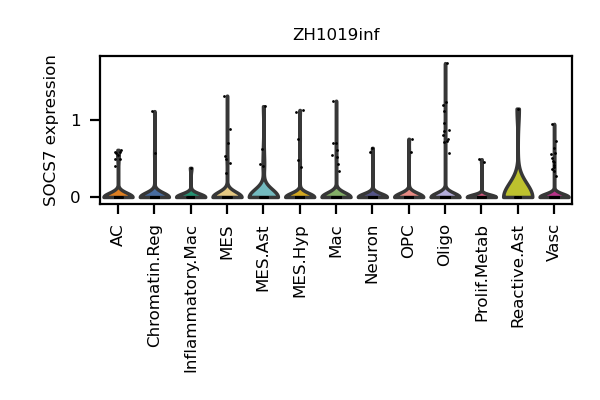 ZH1019inf
SOCS7 expression
1
0
AC
Chromatin.Reg
Inflammatory.Mac
MES
MES.Ast
MES.Hyp
Mac
Neuron
OPC
Oligo
Prolif.Metab
Reactive.Ast
Vasc